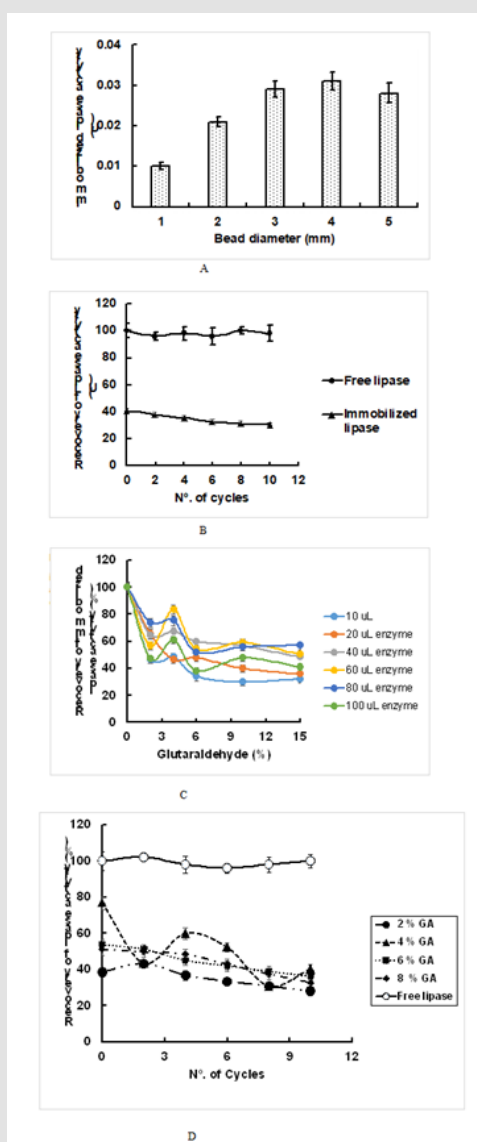 0.04
0.03
0.02
0.01
0
1 2 3 4 5
Bead diameter (mm)
A
120
100
80
60
40
20
0
0 2 4 6 8 10 12
N°. of cycles
Free lipase
Immobilized lipase
B
120
100
80
60
40
20
0
0 3 6 9 12 15
Glutaraldehyde (%)
10 uL
20 uL enzyme
40 uL enzyme
60 uL enzyme
80 uL enzyme
100 uL enzyme
C
120
100
80
60
40
20
0
0 3 6 9 12
N°. of Cycles
2 % GA
4 % GA
6 % GA
8 % GA
Free lipase
D